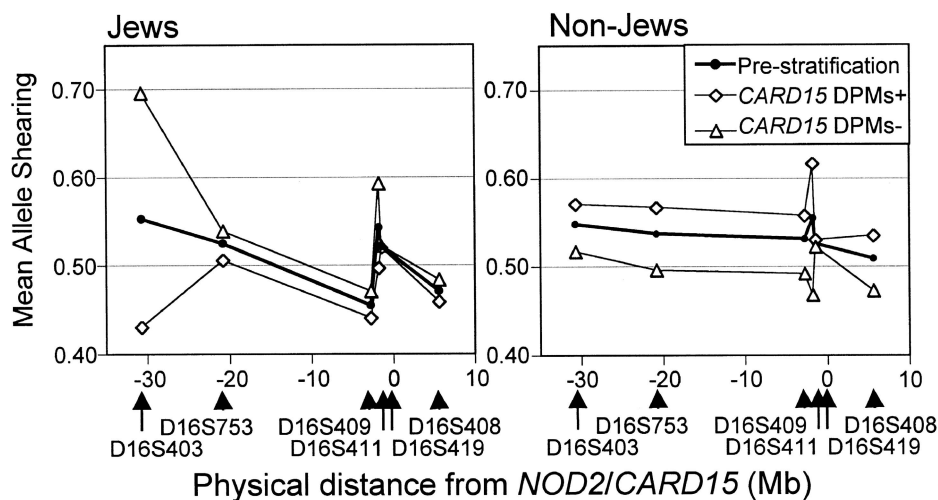 Jews
Non-Jews
Mean Allele Shearing
0.70
0.60
0.50
0.40
-30
-20
-10
0
10
D16S403
D16S753
D16S409
D16S411
D16S408
D16S419
Pre-stratification
CARD15 DPMs+
CARD15 DPMs-
0.70
0.60
0.50
0.40
-30
-20
-10
0
10
D16S403
D16S753
D16S409
D16S411
D16S408
D16S419
Physical distance from NOD2/CARD15 (Mb)